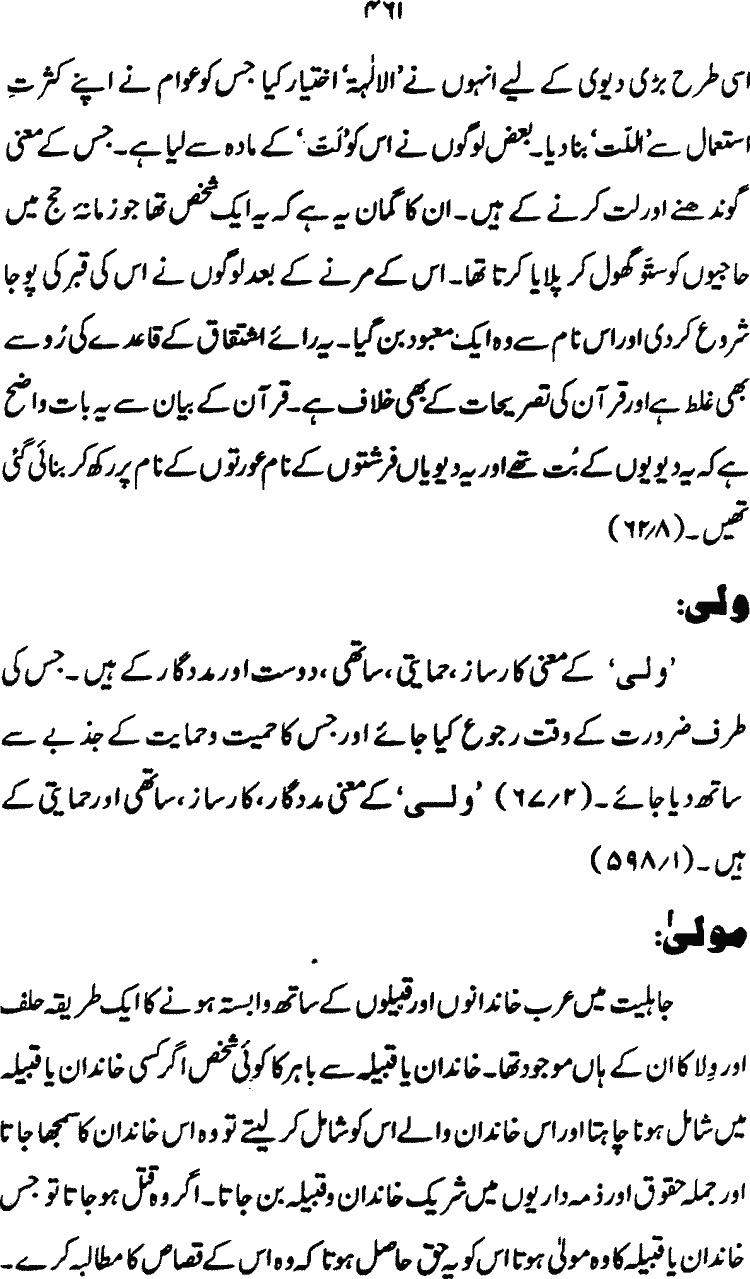 ۴۶۱
اسی طرح بڑی دیوی کے لیے انہوں نے ’الالٰہۃ‘ اختیار کیا جس کو عوام نے اپنے کثرتِ
استعمال سے ’اللّت‘ بنا دیا۔ بعض لوگوں نے اس کو ’لَتّ‘ کے مادہ سے لیا ہے۔ جس کے معنی
گوندھنے اور لت کرنے کے ہیں۔ ان کا گمان یہ ہے کہ یہ ایک شخص تھا جو زمانۂ حج میں
حاجیوں کو ستّو گھول کر پلایا کرتا تھا۔ اس کے مرنے کے بعد لوگوں نے اس کی قبر کی پوجا
شروع کر دی اور اس نام سے وہ ایک معبود بن گیا۔ یہ رائے اشتقاق کے قاعدے کی رُو سے
بھی غلط ہے اور قرآن کی تصریحات کے بھی خلاف ہے۔ قرآن کے بیان سے یہ بات واضح
ہے کہ یہ دیویوں کے بُت تھے اور یہ دیویاں فرشتوں کے نام عورتوں کے نام پر رکھ کر بنائی گئی
تھیں۔ (۶۲/۸)
ولی:
’ولی‘ کے معنی کارساز، حمایتی، ساتھی، دوست اور مددگار کے ہیں۔ جس کی
طرف ضرورت کے وقت رجوع کیا جائے اور جس کا حمیت و حمایت کے جذبے سے
ساتھ دیا جائے۔ (۶۷/۲) ’ولی‘ کے معنی مددگار، کارساز، ساتھی اور حمایتی کے
ہیں۔ (۵۹۸/۱)
مولیٰ:
جاہلیت میں عرب خاندانوں اور قبیلوں کے ساتھ وابستہ ہونے کا ایک طریقہ حلف
اور وِلا کا ان کے ہاں موجود تھا۔ خاندان یا قبیلہ سے باہر کا کوئی شخص اگر کسی خاندان یا قبیلہ
میں شامل ہونا چاہتا اور اس خاندان والے اس کو شامل کر لیتے تو وہ اس خاندان کا سمجھا جاتا
اور جملہ حقوق اور ذمہ داریوں میں شریک خاندان و قبیلہ بن جاتا۔ اگر وہ قتل ہو جاتا تو جس
خاندان یا قبیلہ کا وہ مولیٰ ہوتا اس کو یہ حق حاصل ہوتا کہ وہ اس کے قصاص کا مطالبہ کرے۔